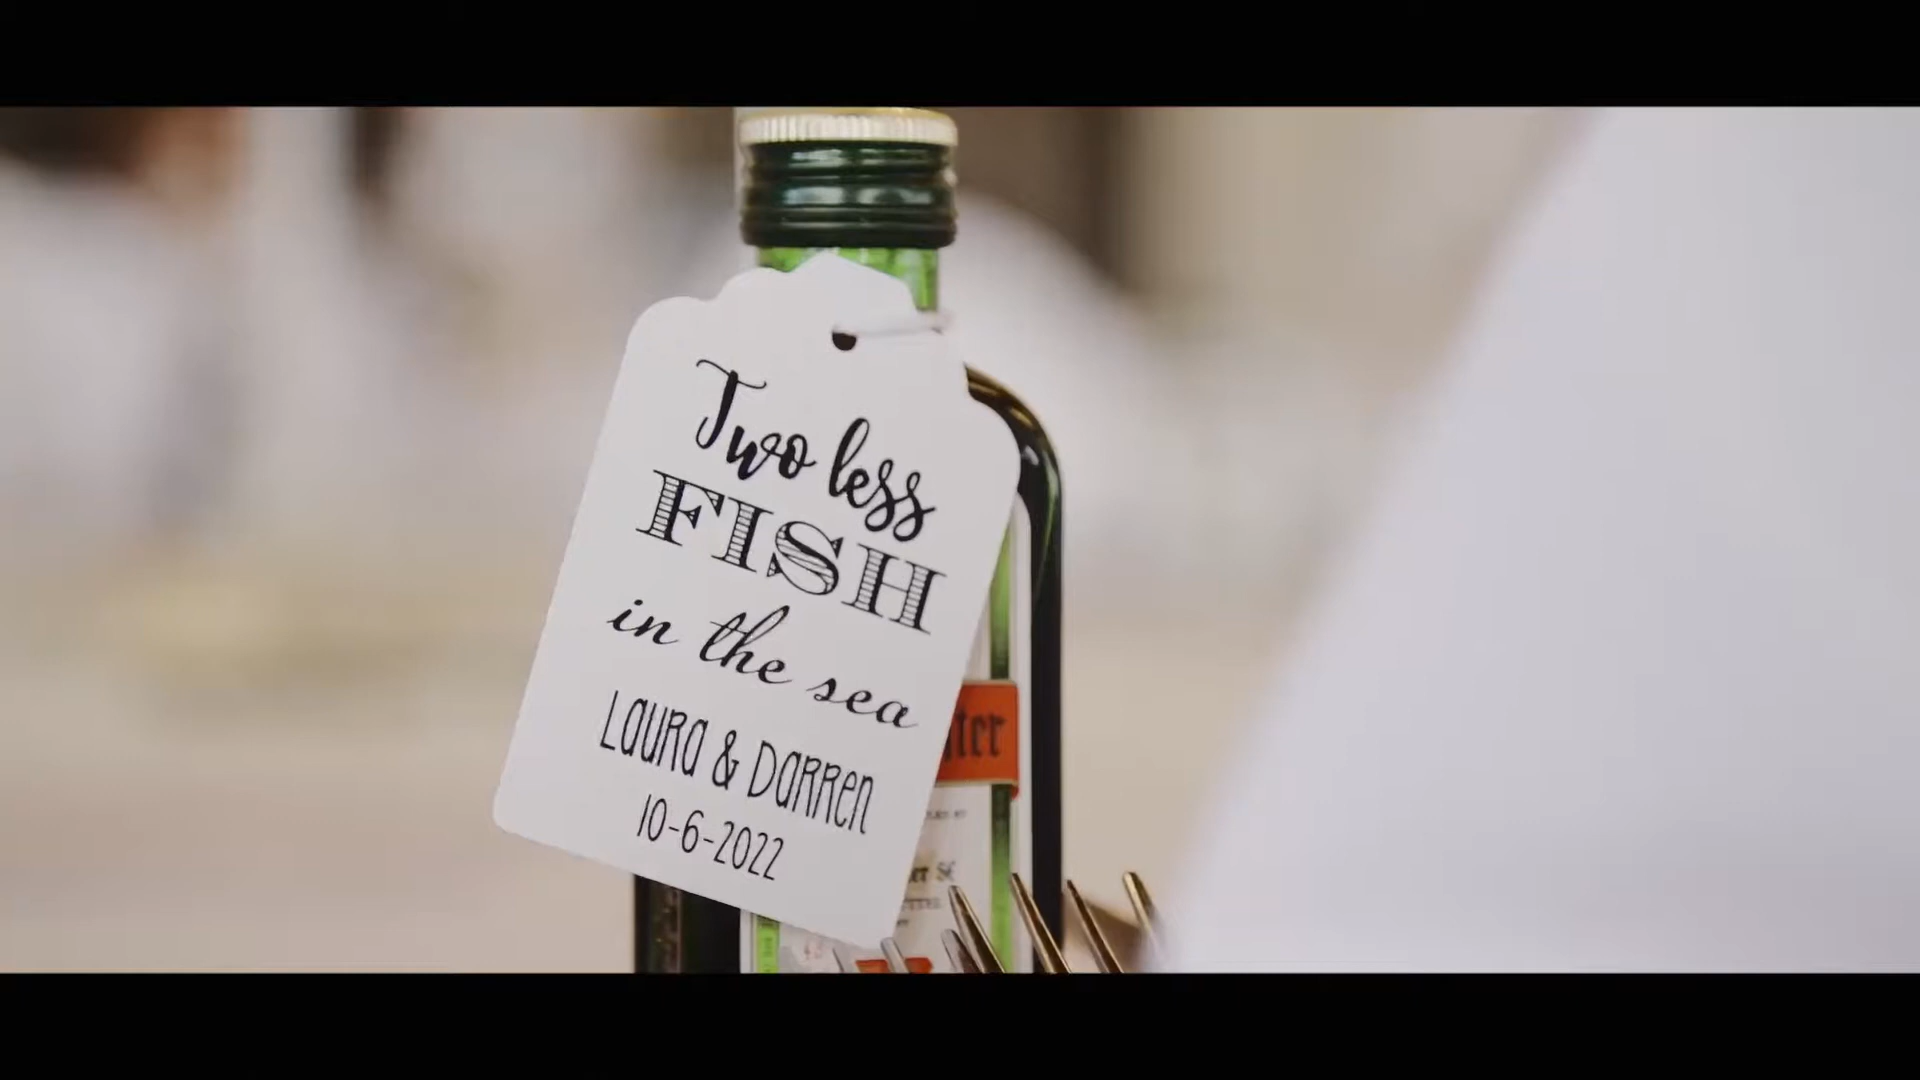 Two less
FISH
in the sea
Laura & Darren
10-6-2022